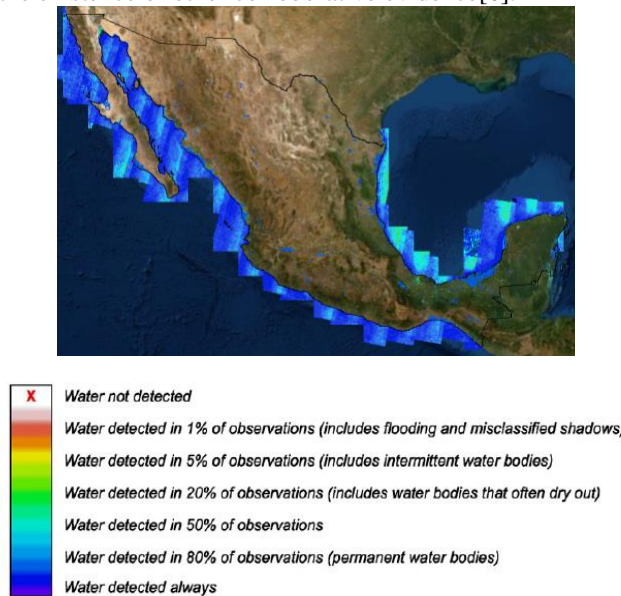 X
Water not detected
Water detected in 1% of observations (includes flooding and misclassified shadows)
Water detected in 5% of observations (includes intermittent water bodies)
Water detected in 20% of observations (includes water bodies that often dry out)
Water detected in 50% of observations
Water detected in 80% of observations (permanent water bodies)
Water detected always